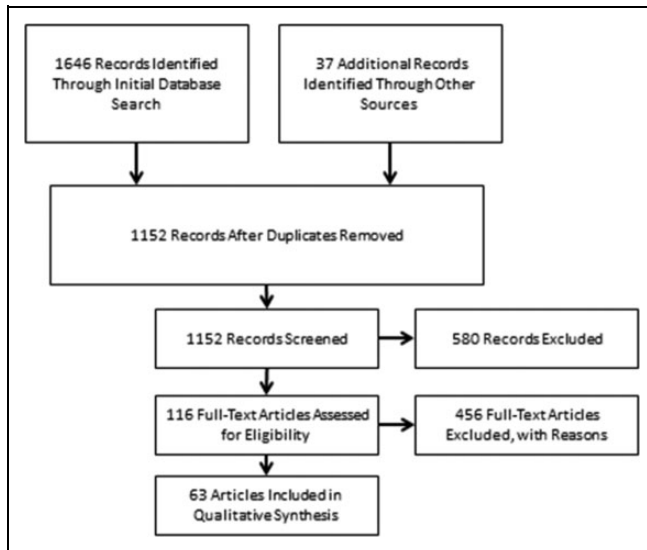 1646 Records Identified
Through Initial Database
Search
37 Additional Records
Identified Through Other
Sources
1152 Records After Duplicates Removed
1152 Records Screened
580 Records Excluded
116 Full-Text Articles Assessed
for Eligibility
456 Full-Text Articles
Excluded, with Reasons
63 Articles Included in
Qualitative Synthesis